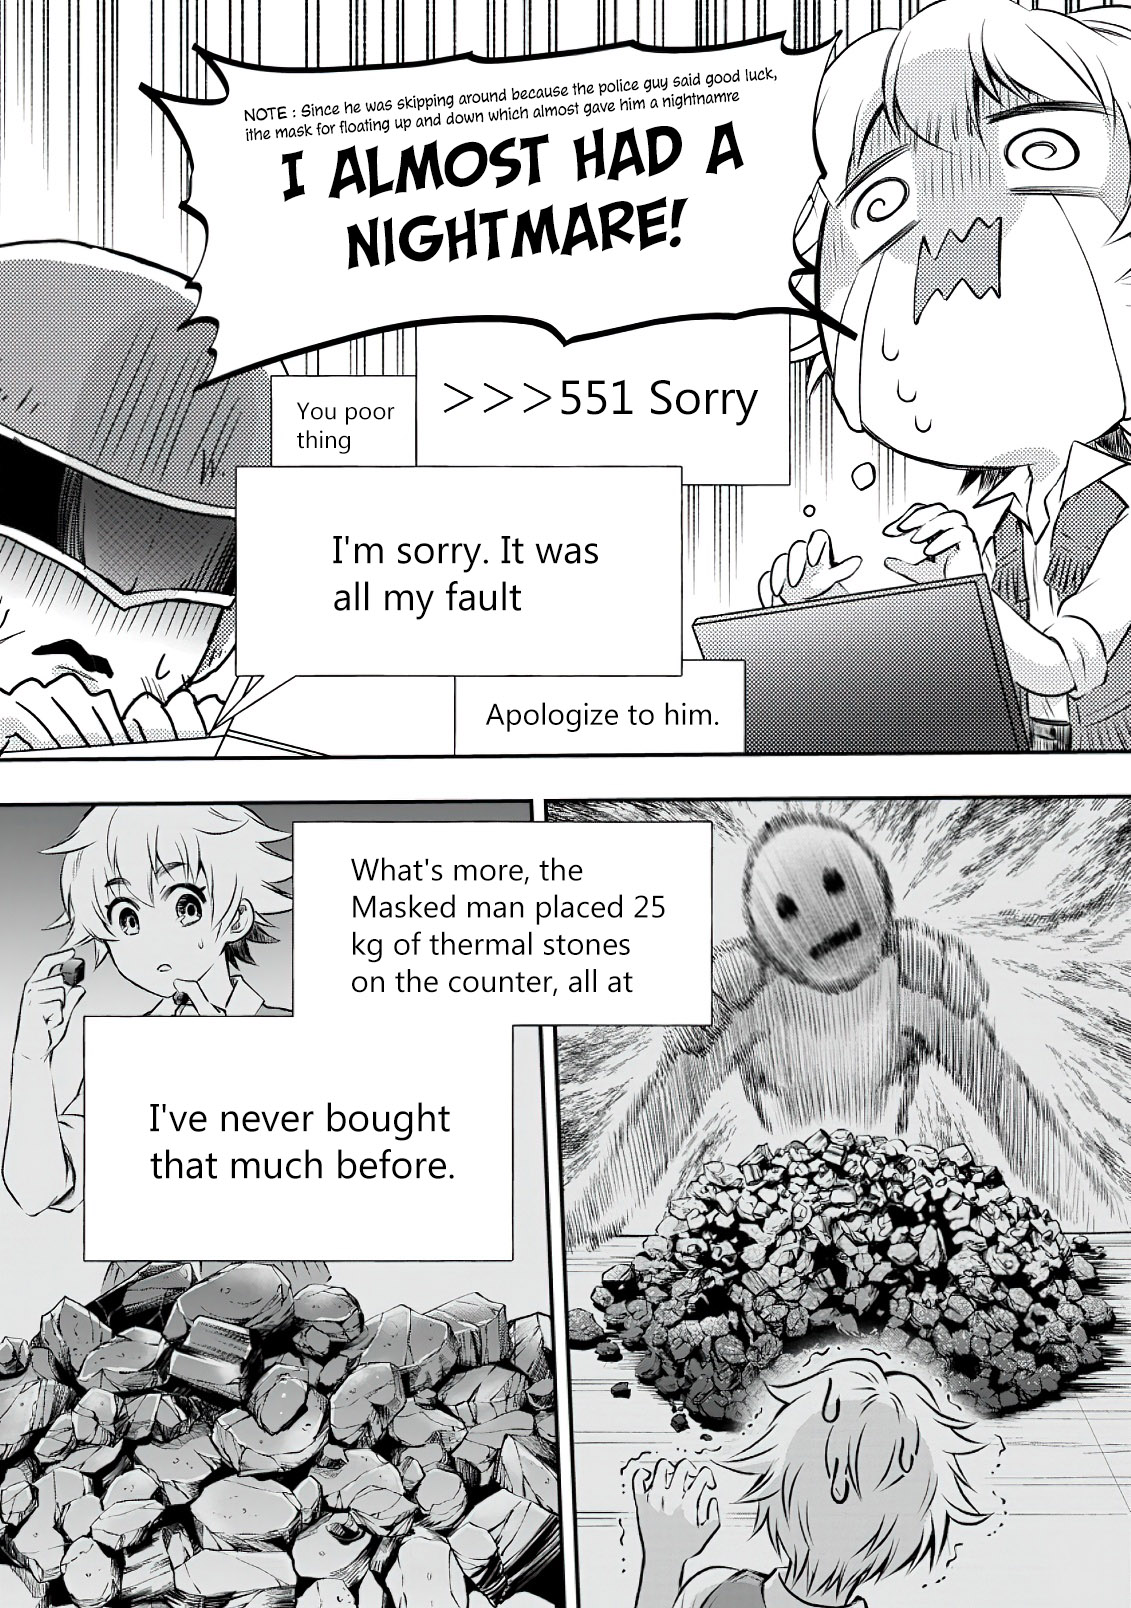 NOTE : Since he was skipping around because the police guy said good luck,
ithe mask for floating up and down which almost gave him a nightnamre
I ALMOST HAD A
NIGHTMARE!
>>>551 Sorry
You poor
thing
I'm sorry. It was
all my fault
Apologize to him.
What's more, the
Masked man placed 25
kg of thermal stones
on the counter, all at
I've never bought
that much before.